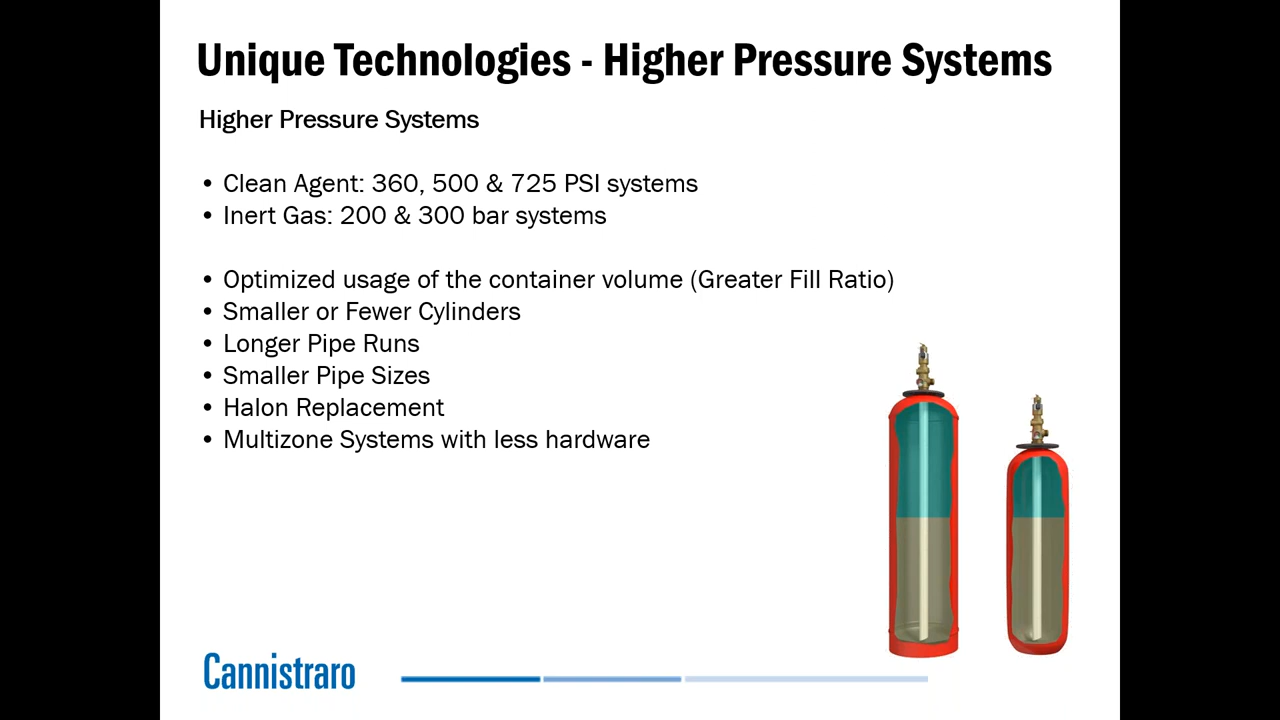 Unique Technologies - Higher Pressure Systems
Higher Pressure Systems
• Clean Agent: 360, 500 & 725 PSI systems
• Inert Gas: 200 & 300 bar systems
• Optimized usage of the container volume (Greater Fill Ratio)
• Smaller or Fewer Cylinders
• Longer Pipe Runs
• Smaller Pipe Sizes
• Halon Replacement
• Multizone Systems with less hardware
Cannistraro